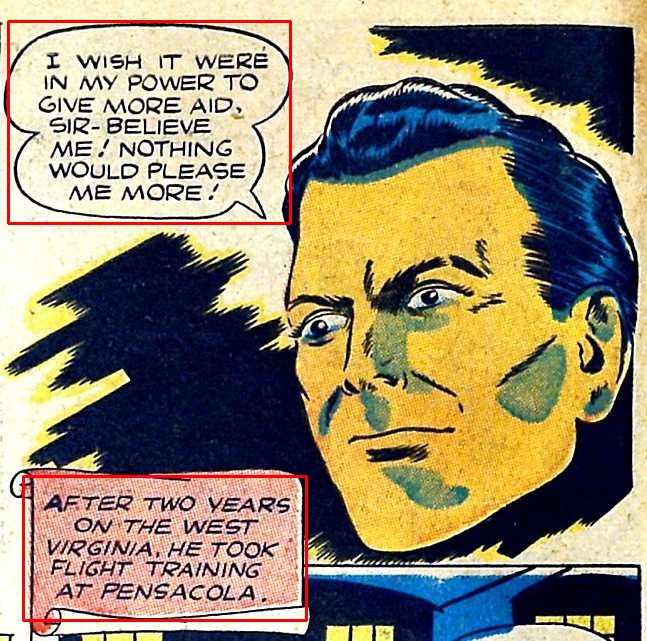 I WISH IT WERE
IN MY POWER TO
GIVE MORE AID,
SIR-BELIEVE
ME! NOTHING
WOULD PLEASE
ME MORE!
AFTER TWO YEARS
ON THE WEST
VIRGINIA, HE TOOK
FLIGHT TRAINING
AT PENSACOLA.